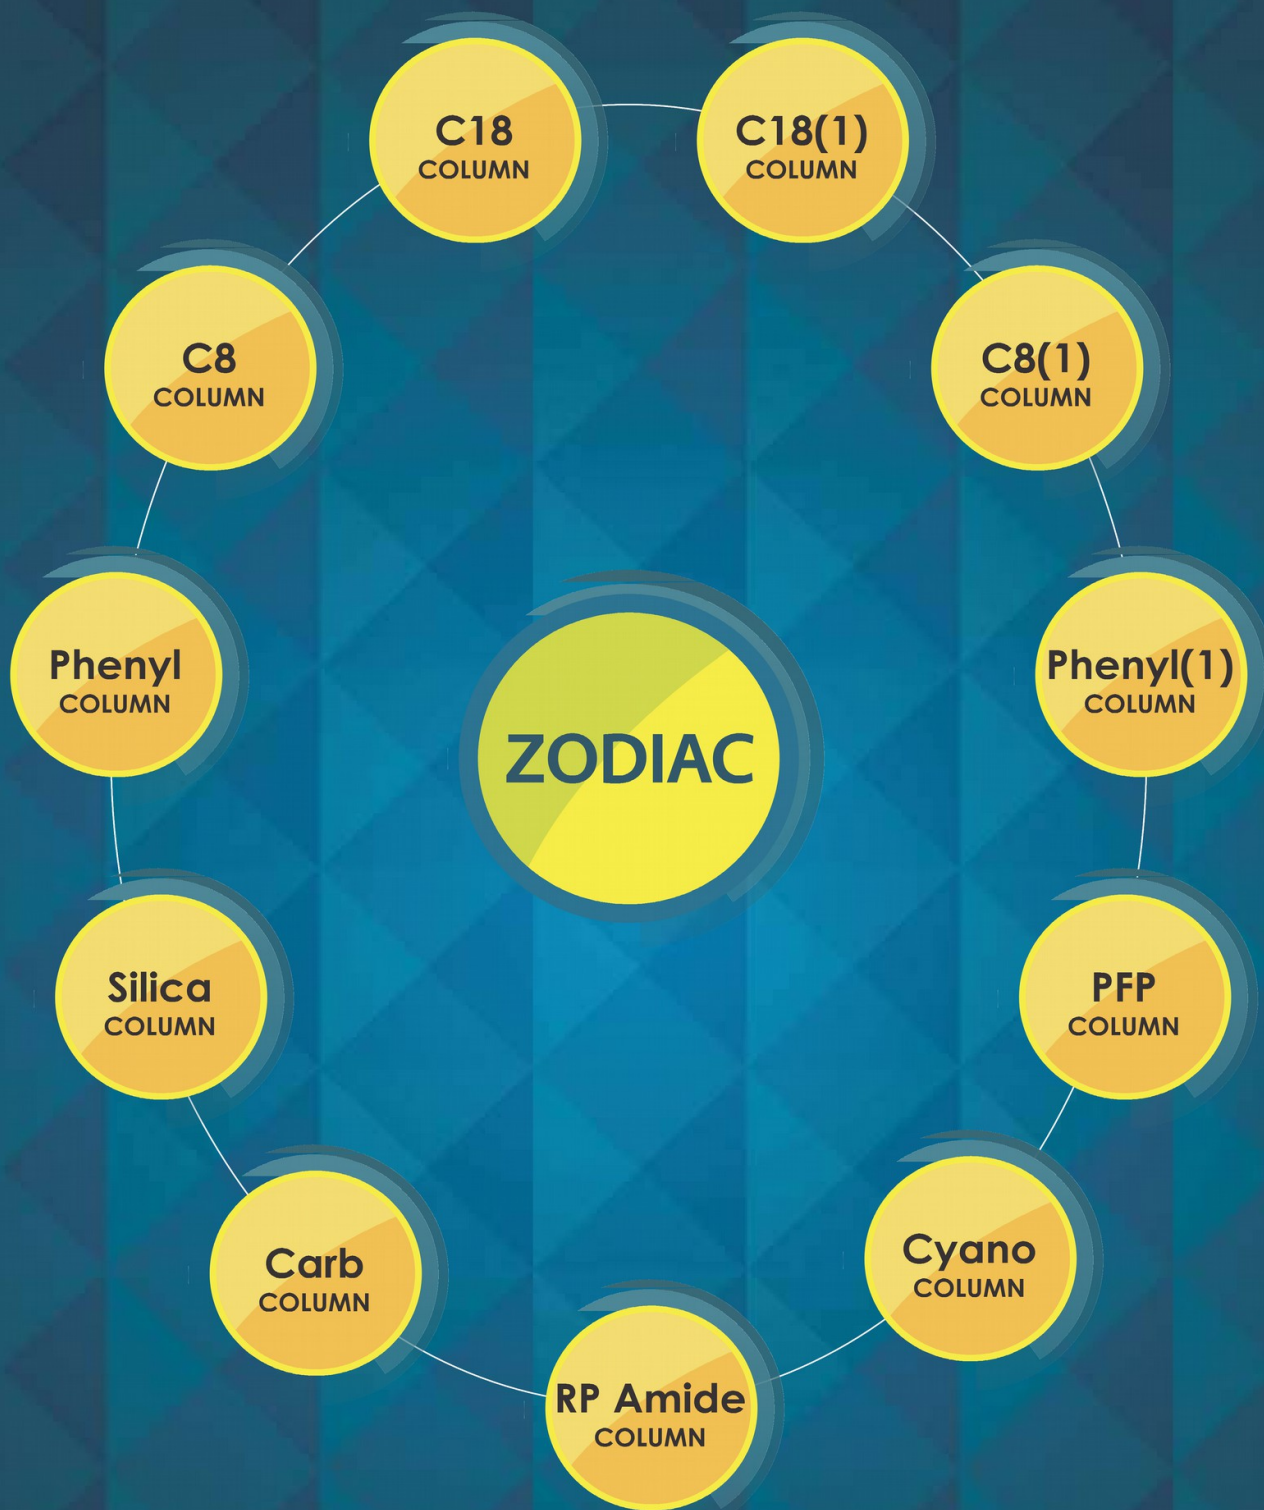 C18
COLUMN
C18(1)
COLUMN
C8
COLUMN
C8(1)
COLUMN
Phenyl
COLUMN
Phenyl(1)
COLUMN
ZODIAC
Silica
COLUMN
PFP
COLUMN
Carb
COLUMN
Cyano
COLUMN
RP Amide
COLUMN